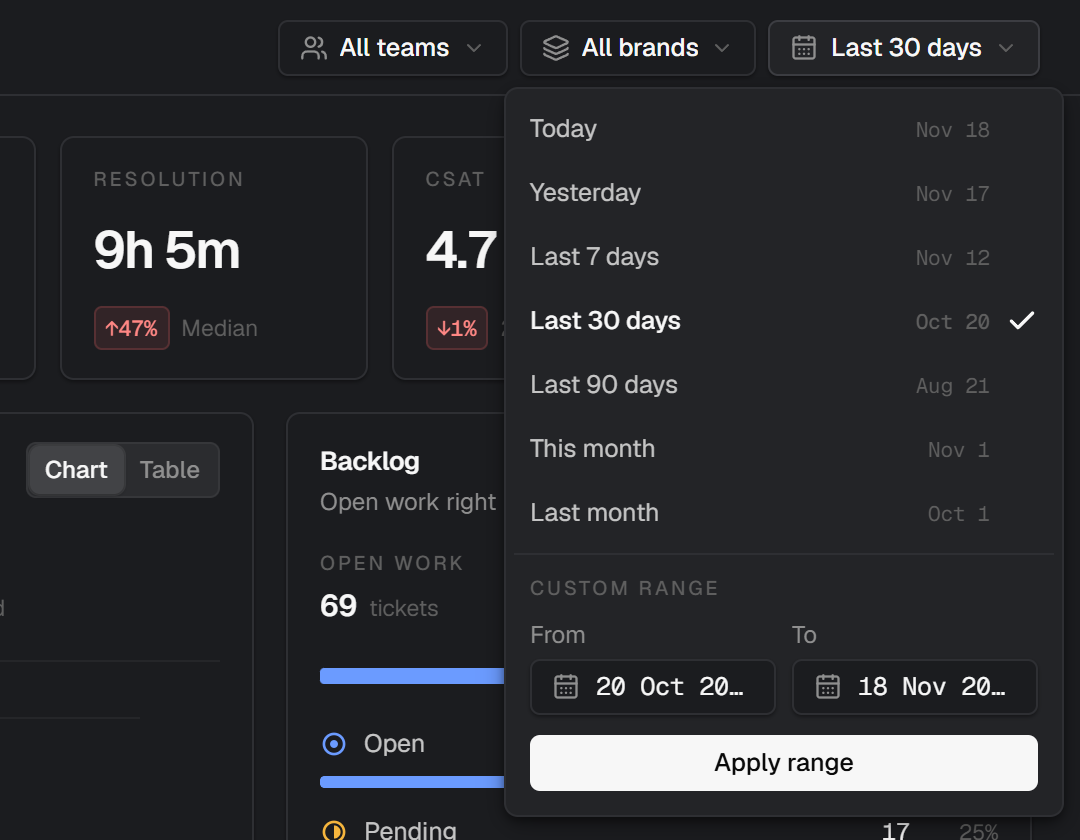 All teams All brands Last 30 days
RESOLUTION
9h 5m
↑47% Median
CSAT
4.7
↓1%
Today Nov 18
Yesterday Nov 17
Last 7 days Nov 12
Last 30 days Oct 20
Last 90 days Aug 21
This month Nov 1
Last month Oct 1
CUSTOM RANGE
From To
20 Oct 20… 18 Nov 20…
Apply range
Chart Table
Backlog
Open work right
OPEN WORK
69 tickets
Open
Pending 17 25%